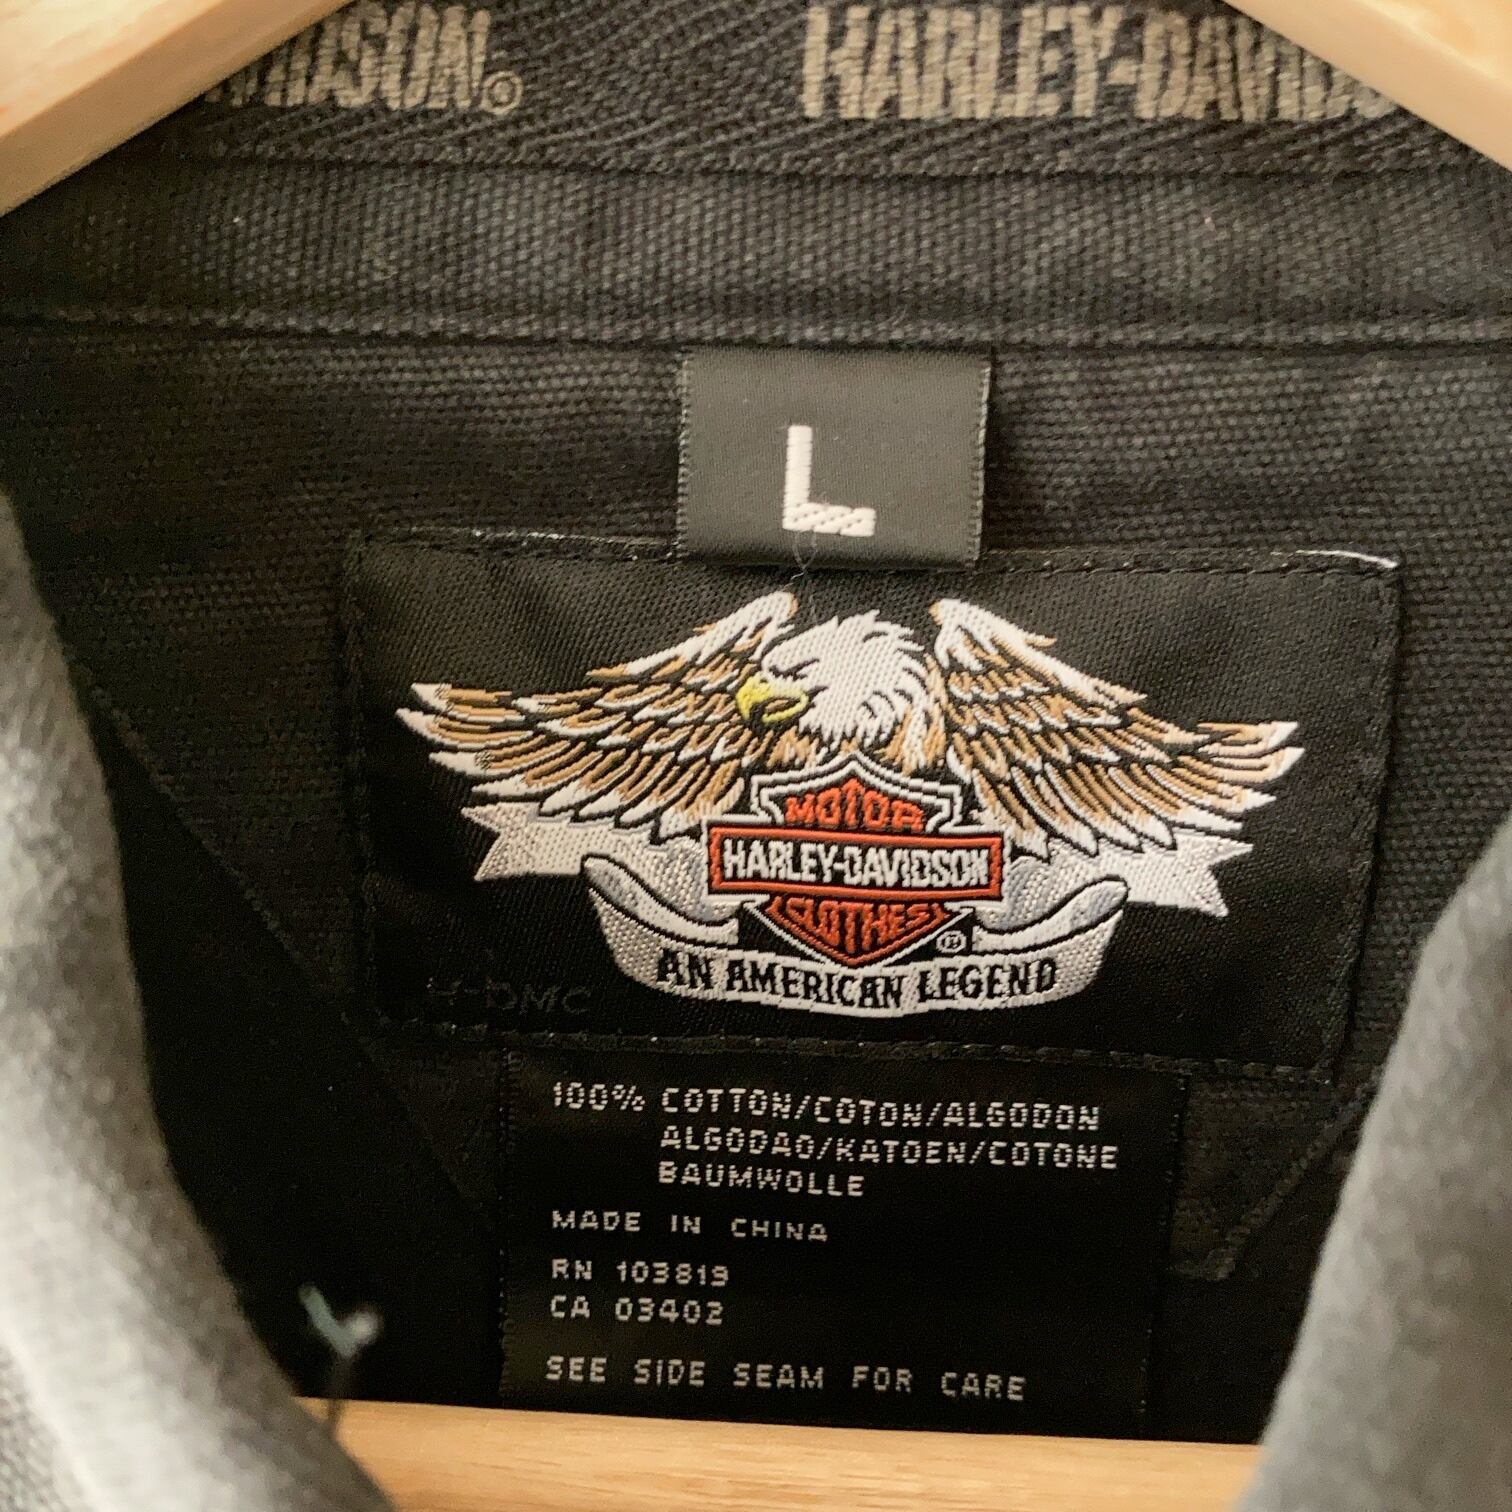 HARLEY-DAVIDSON
L
MOTOR
HARLEY-DAVIDSON
CLOTHES ®
AN AMERICAN LEGEND
H-DMC
100% COTTON/COTON/ALGODON
ALGODAO/KATOEN/COTONE
BAUMWOLLE
MADE IN CHINA
RN 103819
CA 03402
SEE SIDE SEAM FOR CARE